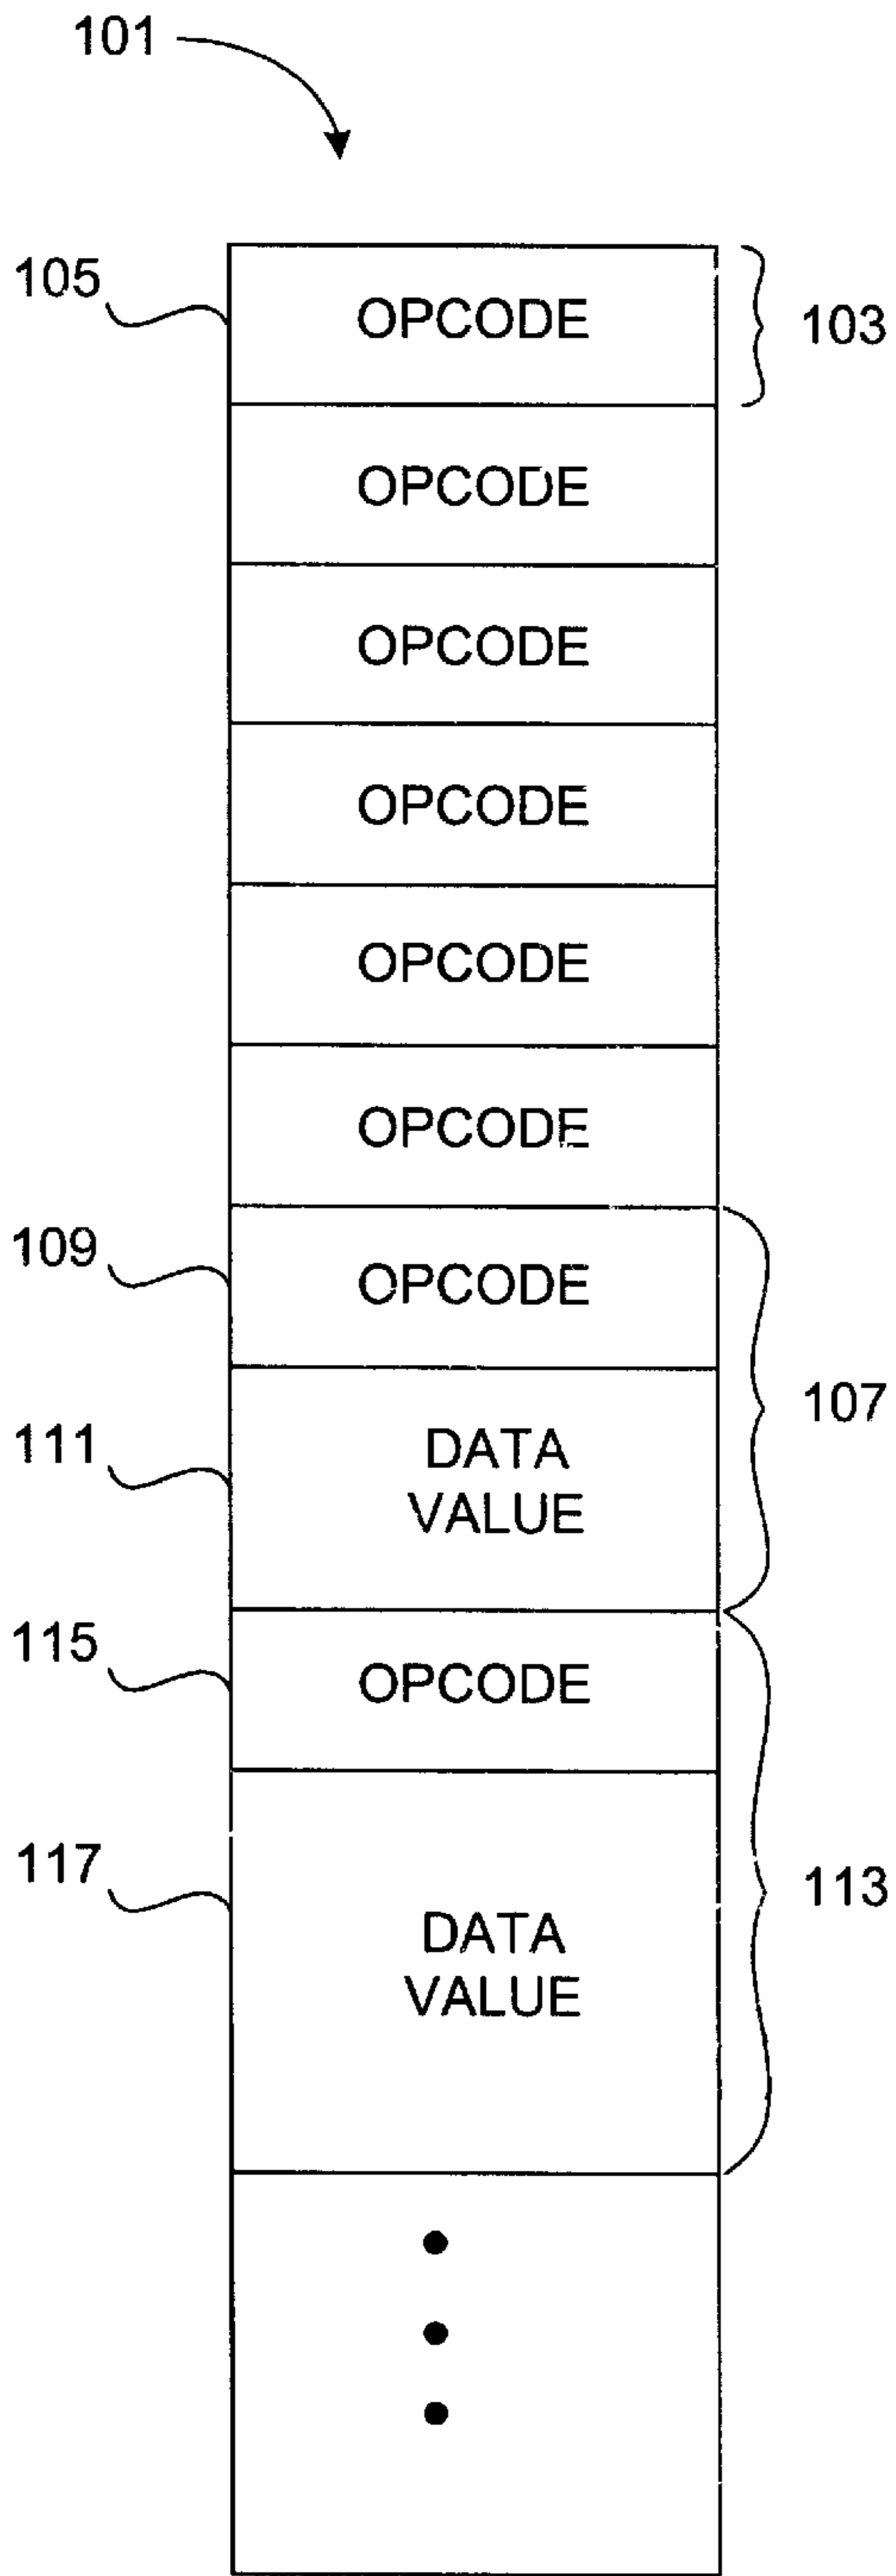 101
105
OPCODE
103
OPCODE
OPCODE
OPCODE
OPCODE
OPCODE
109
OPCODE
107
111
DATA
VALUE
115
OPCODE
117
DATA
VALUE
113